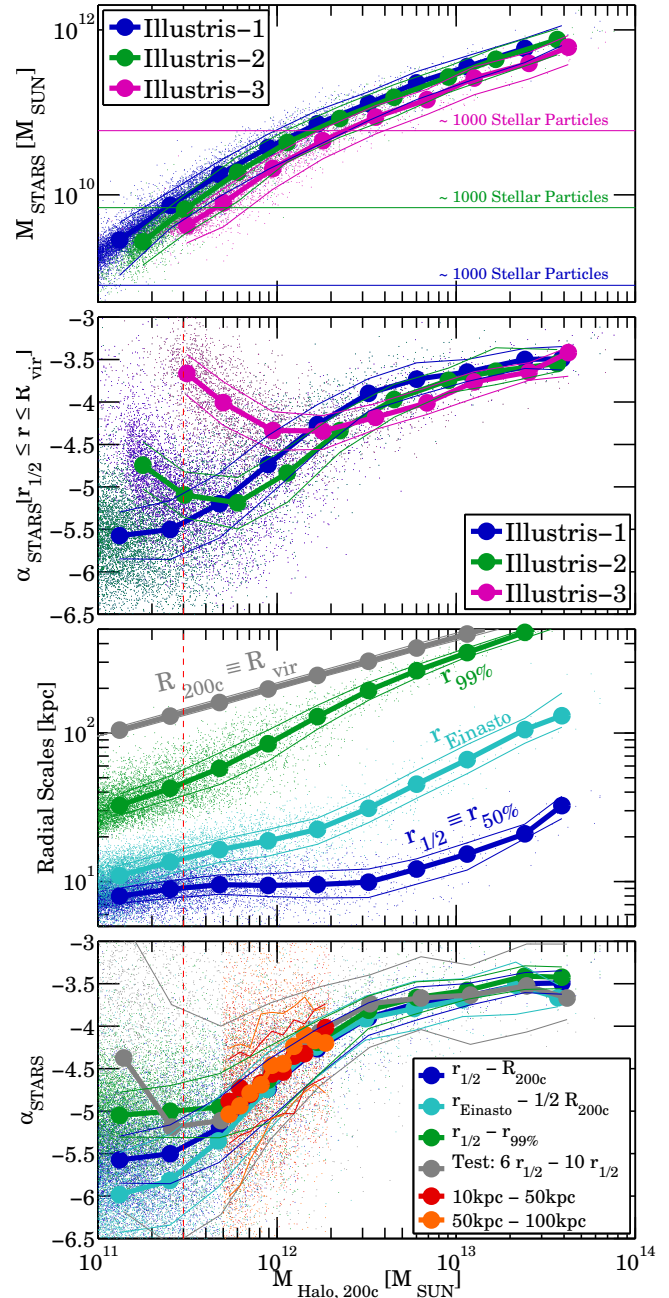 10^12
Illustris-1
Illustris-2
Illustris-3
M_STARS [M_SUN]
~ 1000 Stellar Particles
10^10
~ 1000 Stellar Particles
~ 1000 Stellar Particles
-3
-3.5
-4
-4.5
-5
-5.5
-6
-6.5
α_STARS[r_1/2 ≤ r ≤ R_vir]
Illustris-1
Illustris-2
Illustris-3
R_200c ≡ R_vir
r_99%
r_Einasto
r_1/2 ≡ r_50%
10^2
10^1
Radial Scales [kpc]
-3
-3.5
-4
-4.5
-5
-5.5
-6
-6.5
α_STARS
r_1/2 – R_200c
r_Einasto – 1/2 R_200c
r_1/2 – r_99%
Test: 6 r_1/2 – 10 r_1/2
10kpc – 50kpc
50kpc – 100kpc
10^11
10^12
10^13
10^14
M_Halo, 200c [M_SUN]